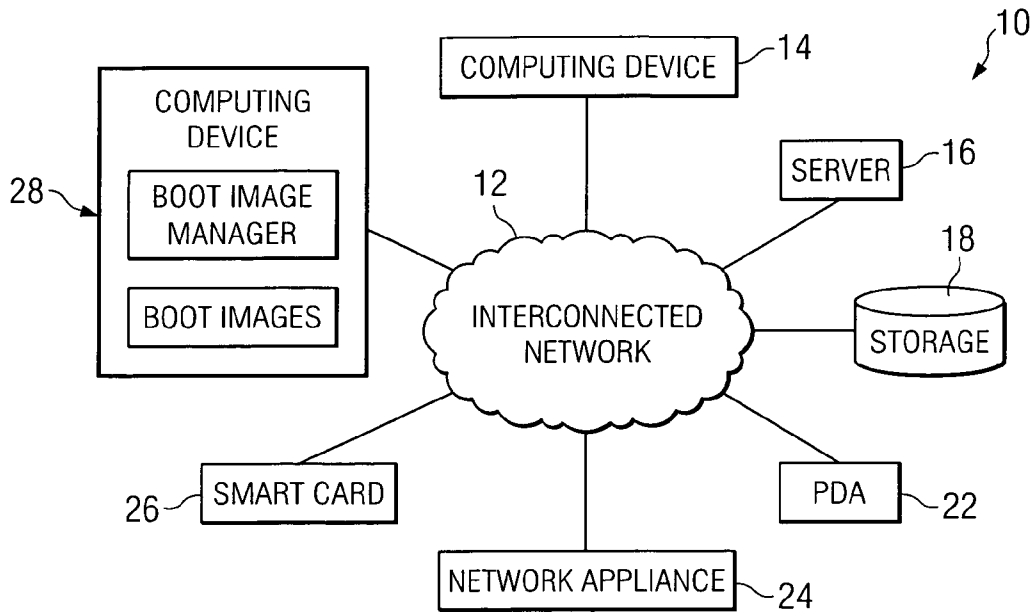 10
COMPUTING DEVICE
14
COMPUTING
DEVICE
28
BOOT IMAGE
MANAGER
BOOT IMAGES
SERVER
16
12
INTERCONNECTED
NETWORK
18
STORAGE
26
SMART CARD
PDA
22
NETWORK APPLIANCE
24